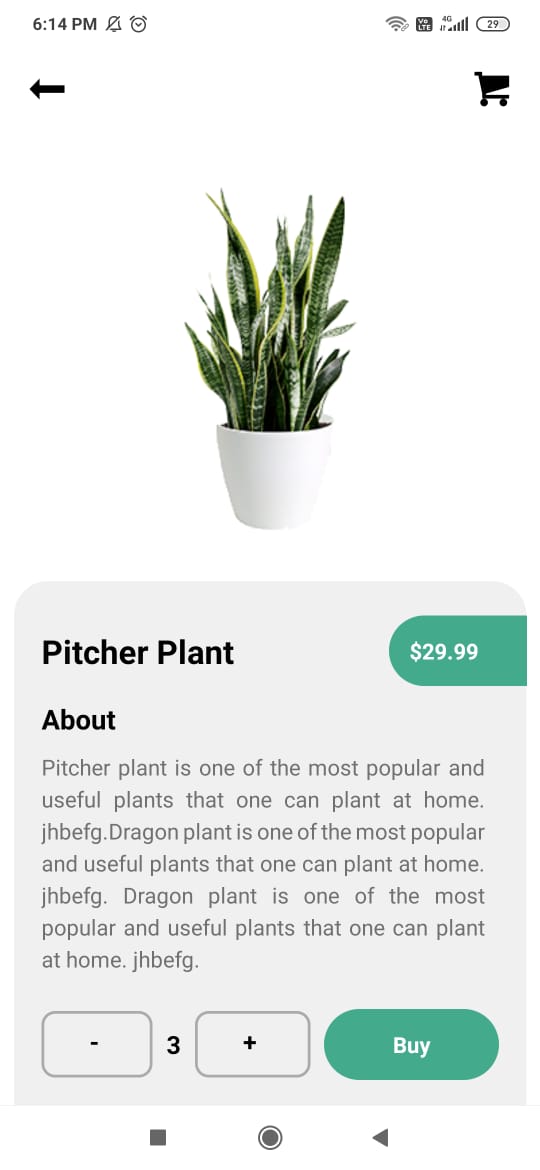 6:14 PM
Vo LTE 4G 29
Pitcher Plant
$29.99
About
Pitcher plant is one of the most popular and
useful plants that one can plant at home.
jhbefg.Dragon plant is one of the most popular
and useful plants that one can plant at home.
jhbefg. Dragon plant is one of the most
popular and useful plants that one can plant
at home. jhbefg.
- 3 + Buy